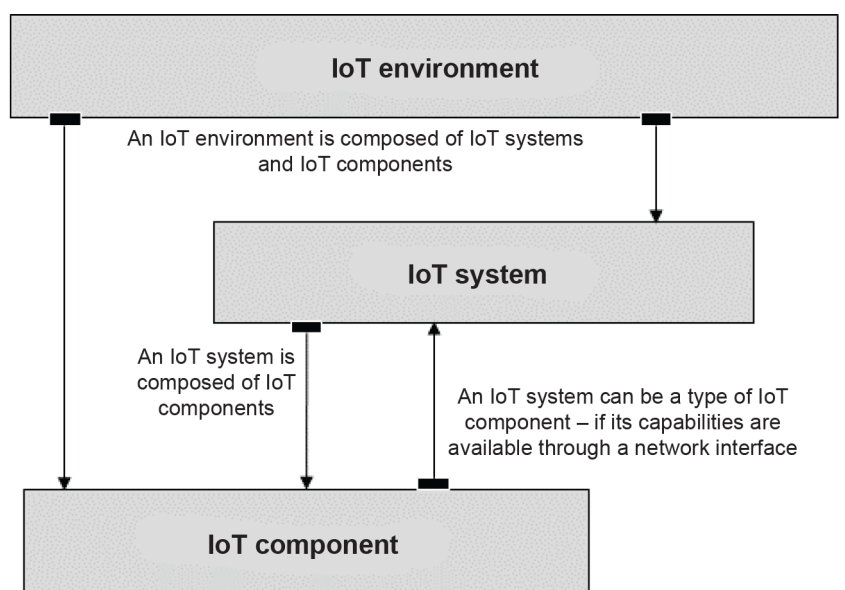 IoT environment
An IoT environment is composed of IoT systems
and IoT components
IoT system
An IoT system is
composed of IoT
components
An IoT system can be a type of IoT
component – if its capabilities are
available through a network interface
IoT component